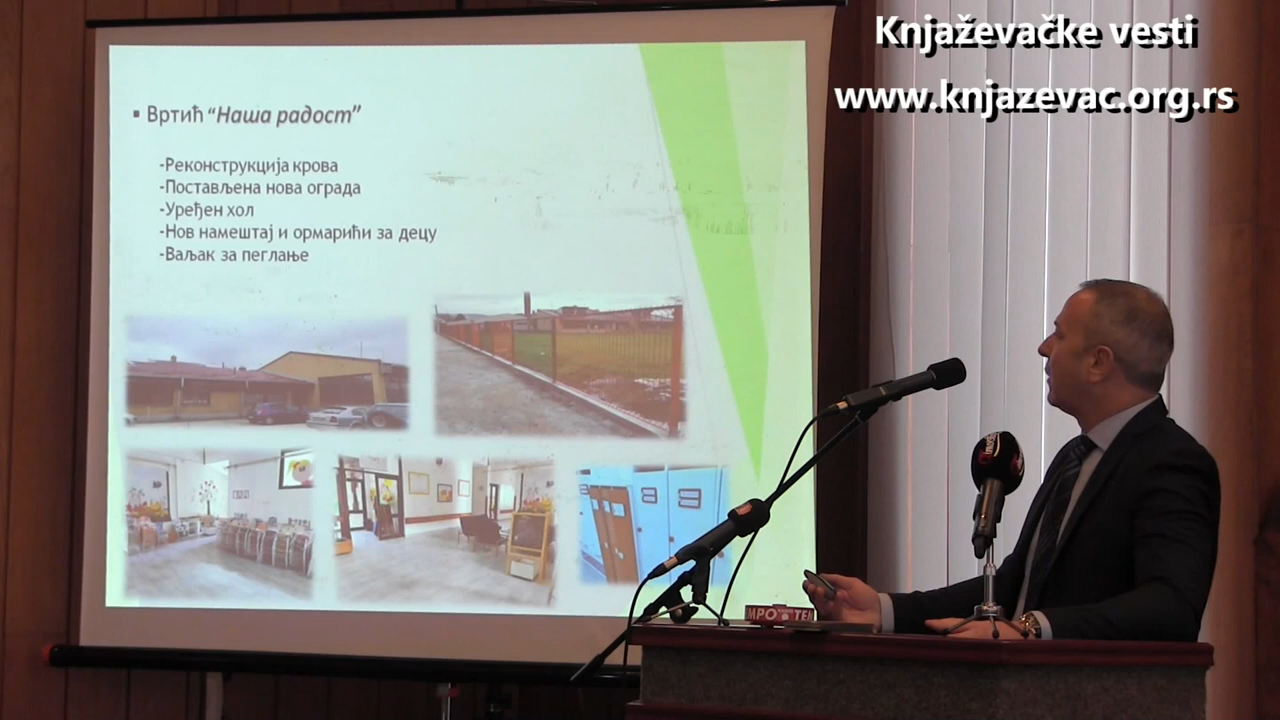 Knjaževačke vesti
www.knjazevac.org.rs
▪ Вртић “Наша радост”
-Реконструкција крова
-Постављена нова ограда
-Уређен хол
-Нов намештај и ормарићи за децу
-Ваљак за пеглање